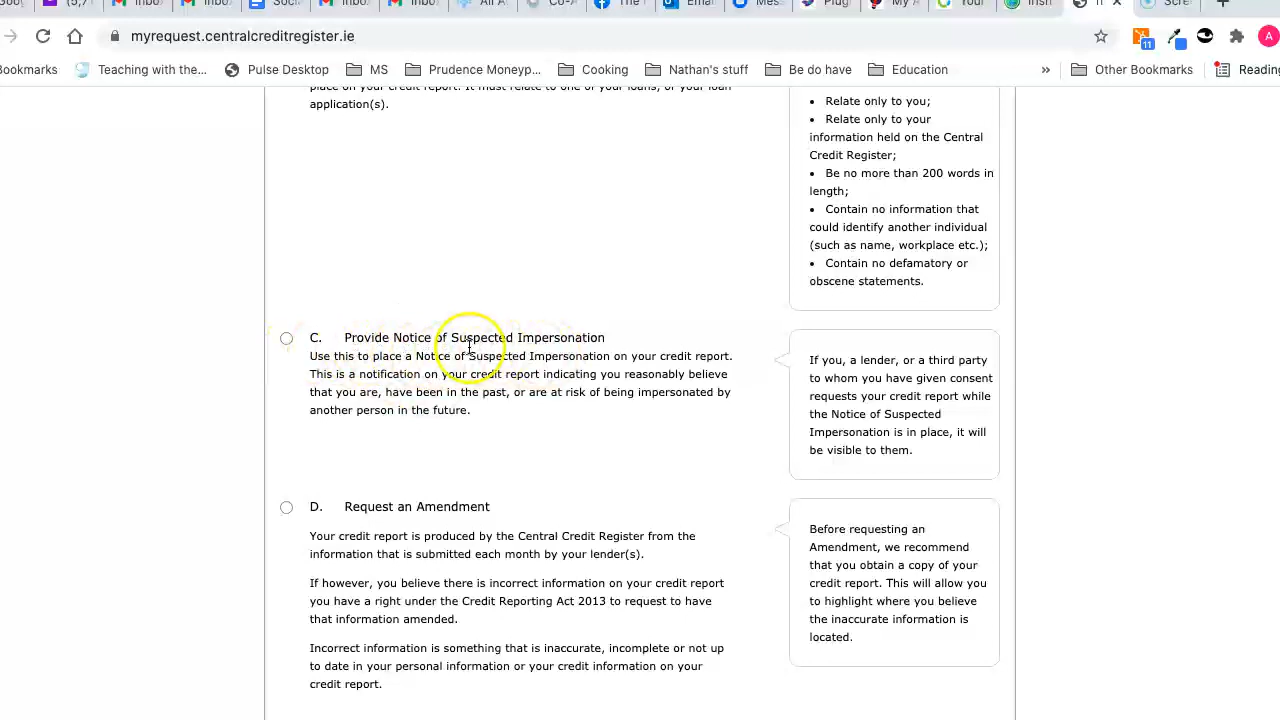 Inbox
Inbox
Inbox
myrequest.centralcreditregister.ie
11
A
Bookmarks
Teaching with the...
Pulse Desktop
MS
Prudence Moneyp...
Cooking
Nathan's stuff
Be do have
Education
»
Other Bookmarks
Reading
place on your credit report. It must relate to one of your loans, or your loan
application(s).
• Relate only to you;
• Relate only to your
information held on the Central
Credit Register;
• Be no more than 200 words in
length;
• Contain no information that
could identify another individual
(such as name, workplace etc.);
• Contain no defamatory or
obscene statements.
C. Provide Notice of Suspected Impersonation
Use this to place a Notice of Suspected Impersonation on your credit report.
This is a notification on your credit report indicating you reasonably believe
that you are, have been in the past, or are at risk of being impersonated by
another person in the future.
If you, a lender, or a third party
to whom you have given consent
requests your credit report while
the Notice of Suspected
Impersonation is in place, it will
be visible to them.
D. Request an Amendment
Your credit report is produced by the Central Credit Register from the
information that is submitted each month by your lender(s).
If however, you believe there is incorrect information on your credit report
you have a right under the Credit Reporting Act 2013 to request to have
that information amended.
Incorrect information is something that is inaccurate, incomplete or not up
to date in your personal information or your credit information on your
credit report.
Before requesting an
Amendment, we recommend
that you obtain a copy of your
credit report. This will allow you
to highlight where you believe
the inaccurate information is
located.